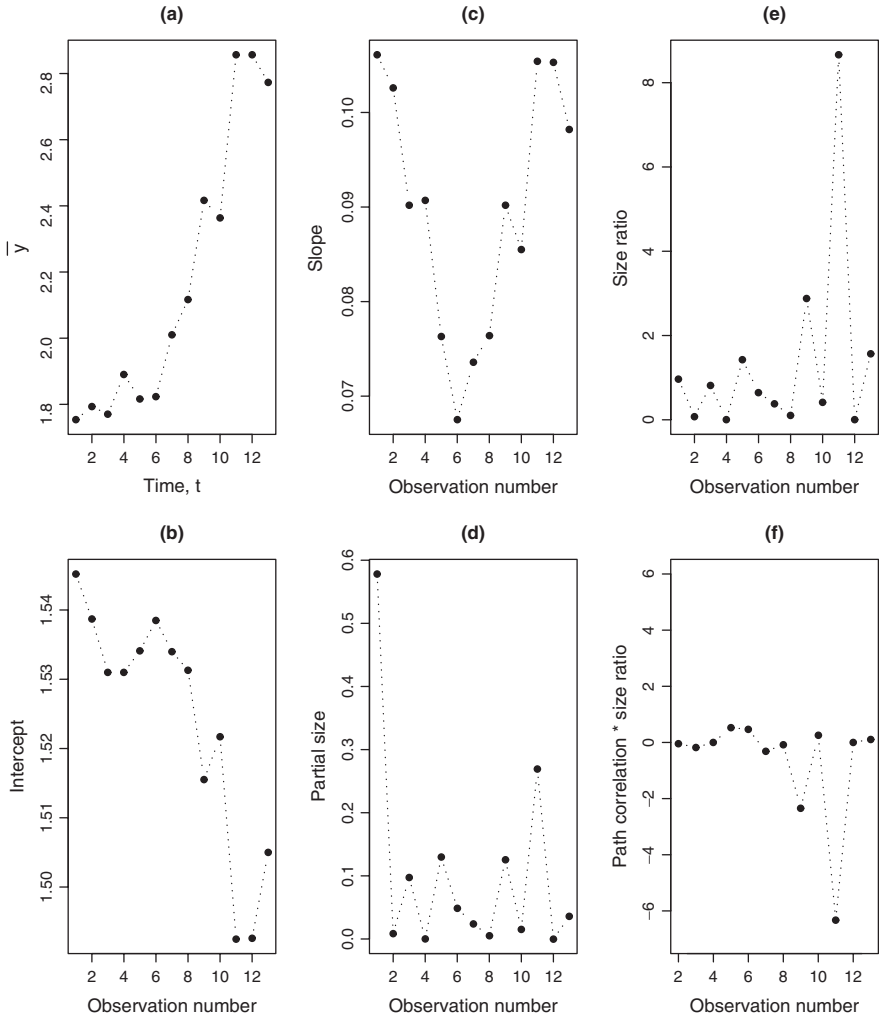 (a)
2.8
2.6
2.4
2.2
2.0
1.8
y
2 4 6 8 10 12
Time, t
(c)
0.10
0.09
0.08
0.07
Slope
2 4 6 8 10 12
Observation number
(e)
8
6
4
2
0
Size ratio
2 4 6 8 10 12
Observation number
(b)
1.54
1.53
1.52
1.51
1.50
Intercept
2 4 6 8 10 12
Observation number
(d)
0.6
0.5
0.4
0.3
0.2
0.1
0.0
Partial size
2 4 6 8 10 12
Observation number
(f)
6
4
2
0
−2
−4
−6
Path correlation * size ratio
2 4 6 8 10 12
Observation number